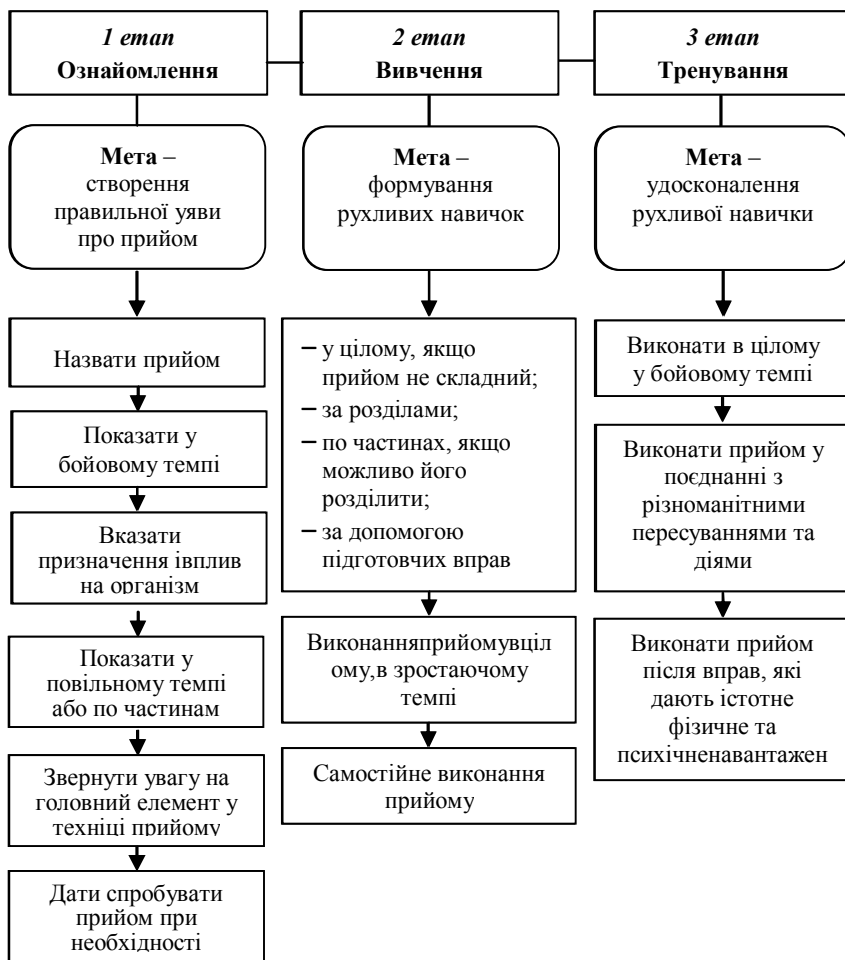 1 етап
Ознайомлення
2 етап
Вивчення
3 етап
Тренування
Мета –
створення
правильної уяви
про прийом
Мета –
формування
рухливих навичок
Мета –
удосконалення
рухливої навички
Назвати прийом
Показати у
бойовому темпі
Вказати
призначення івплив
на організм
Показати у
повільному темпі
або по частинам
Звернути увагу на
головний елемент у
техніці прийому
Дати спробувати
прийом при
необхідності
– у цілому, якщо
прийом не складний;
– за розділами;
– по частинах, якщо
можливо його
розділити;
– за допомогою
підготовчих вправ
Виконанняприйомувціл
ому,в зростаючому
темпі
Самостійне виконання
прийому
Виконати в цілому
у бойовому темпі
Виконати прийом у
поєднанні з
різноманітними
пересуваннями та
діями
Виконати прийом
після вправ, які
дають істотне
фізичне та
психічненавантажен